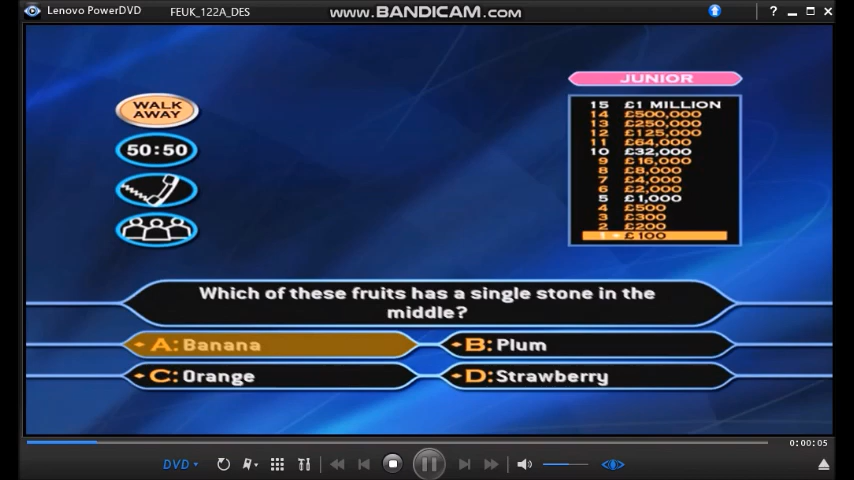 Lenovo PowerDVD
FEUK_122A_DES
www.BANDICAM.com
?
WALK
AWAY
50:50
JUNIOR
15 £1 MILLION
14 £500,000
13 £250,000
12 £125,000
11 £64,000
10 £32,000
9 £16,000
8 £8,000
7 £4,000
6 £2,000
5 £1,000
4 £500
3 £300
2 £200
1 £100
Which of these fruits has a single stone in the
middle?
A: Banana
B: Plum
C: Orange
D: Strawberry
0:00:05
DVD